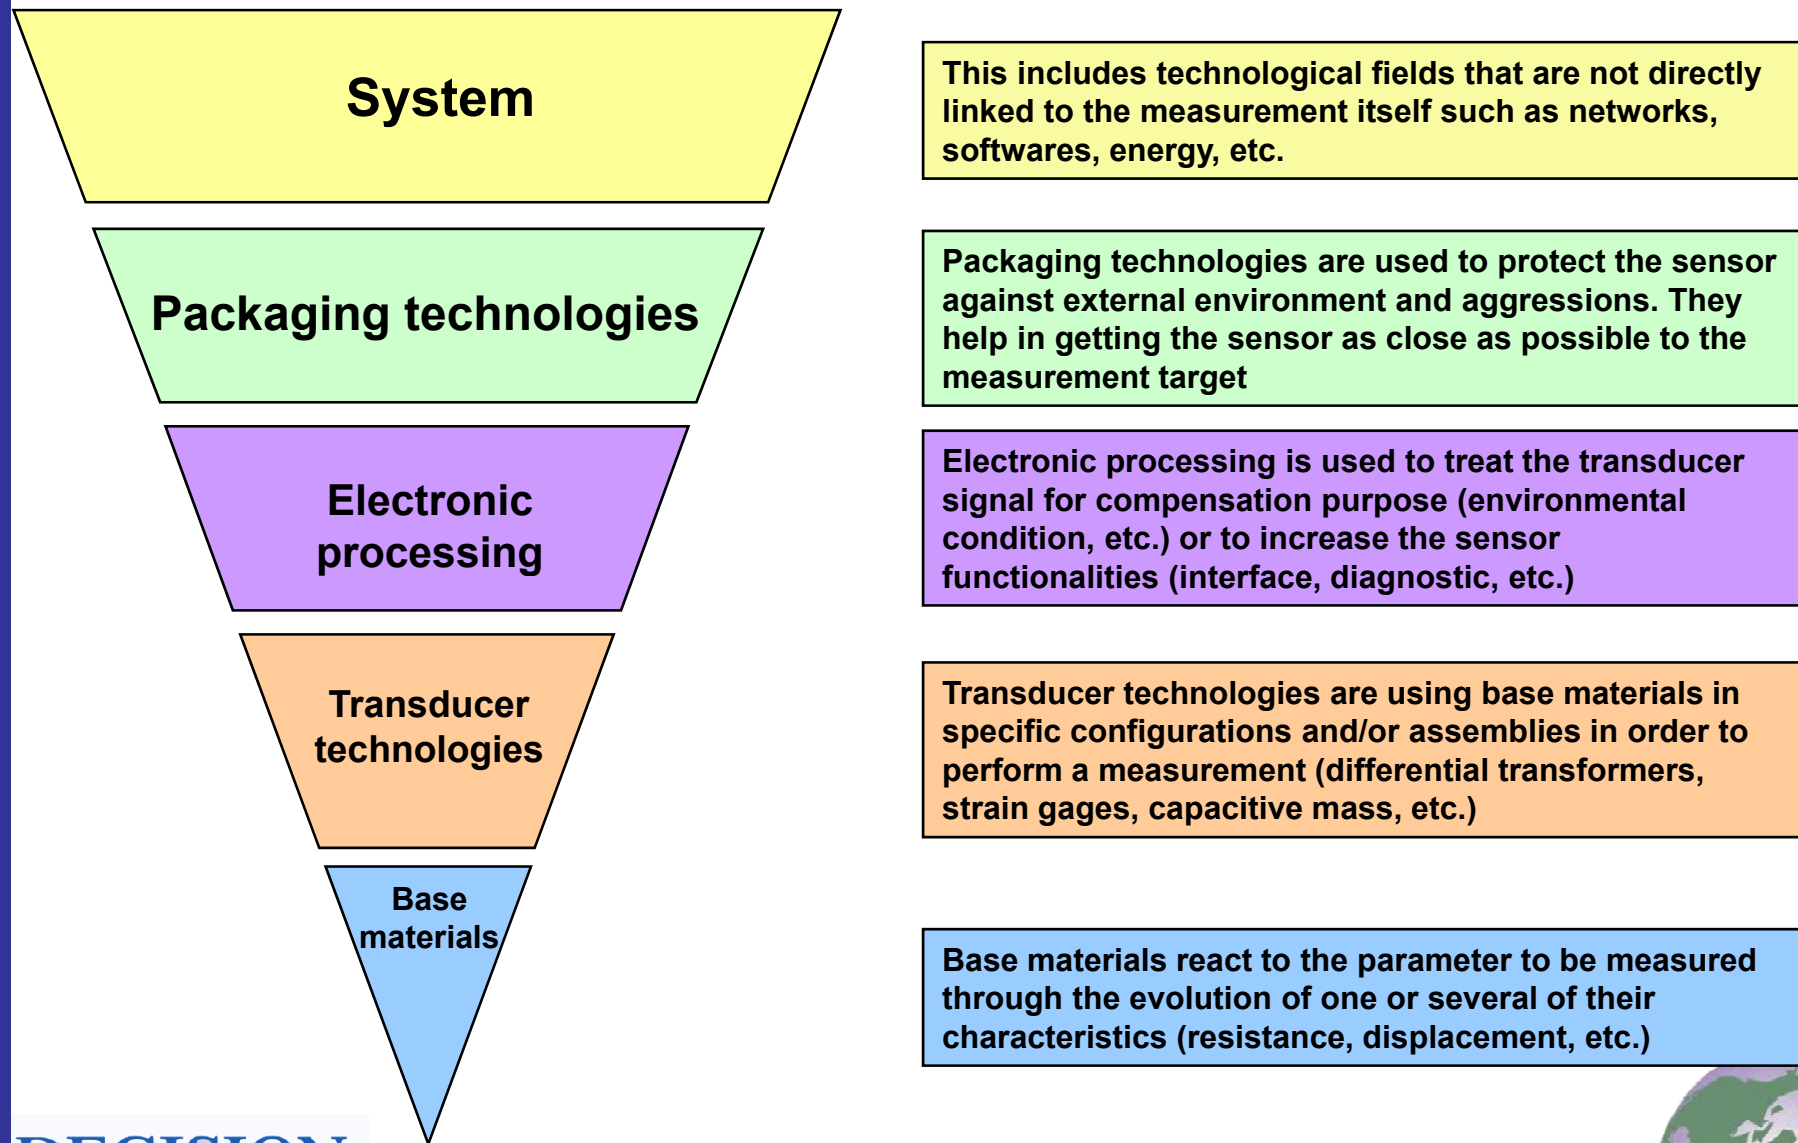 System
This includes technological fields that are not directly
linked to the measurement itself such as networks,
softwares, energy, etc.
Packaging technologies
Packaging technologies are used to protect the sensor
against external environment and aggressions. They
help in getting the sensor as close as possible to the
measurement target
Electronic
processing
Electronic processing is used to treat the transducer
signal for compensation purpose (environmental
condition, etc.) or to increase the sensor
functionalities (interface, diagnostic, etc.)
Transducer
technologies
Transducer technologies are using base materials in
specific configurations and/or assemblies in order to
perform a measurement (differential transformers,
strain gages, capacitive mass, etc.)
Base
materials
Base materials react to the parameter to be measured
through the evolution of one or several of their
characteristics (resistance, displacement, etc.)
DECISION